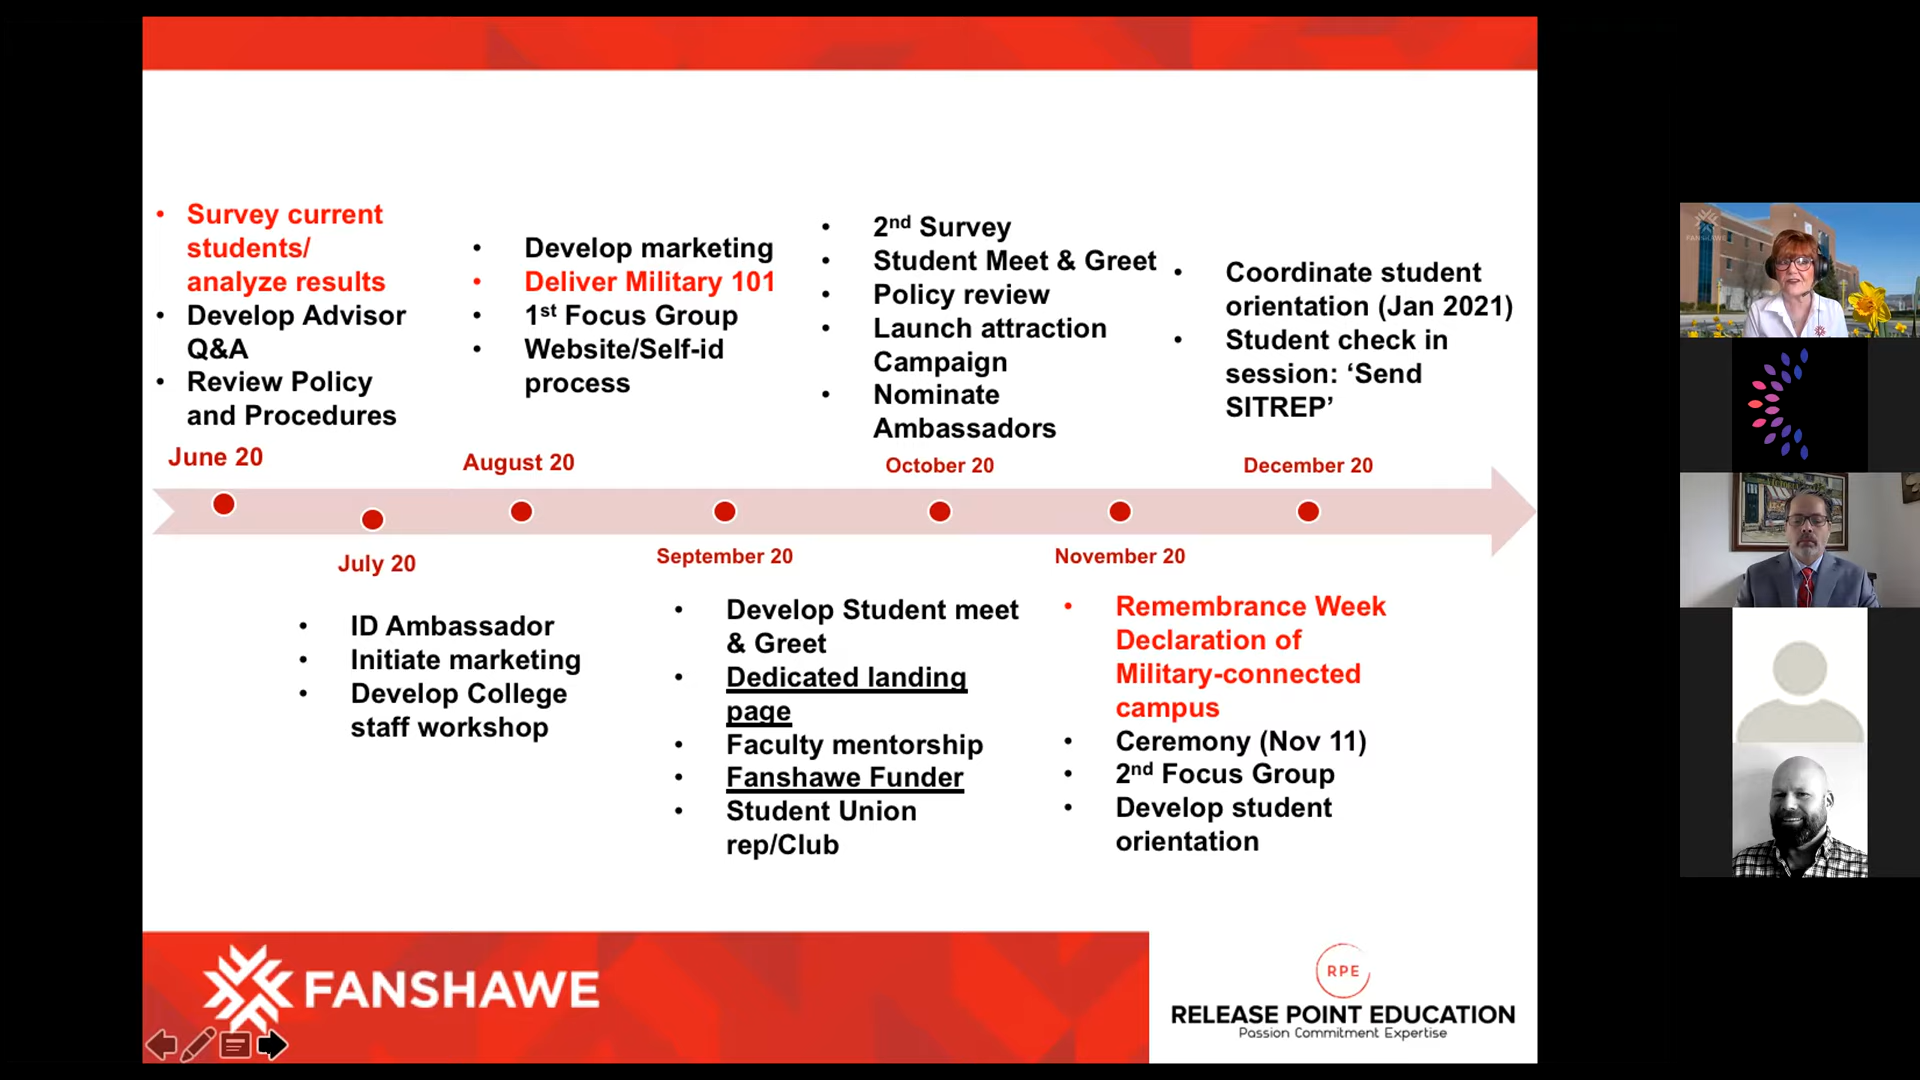 • Survey current
students/
analyze results
• Develop Advisor
Q&A
• Review Policy
and Procedures
June 20
• Develop marketing
• Deliver Military 101
• 1st Focus Group
• Website/Self-id
process
August 20
• 2nd Survey
• Student Meet & Greet
• Policy review
• Launch attraction
Campaign
• Nominate
Ambassadors
October 20
• Coordinate student
orientation (Jan 2021)
• Student check in
session: ‘Send
SITREP’
December 20
July 20
• ID Ambassador
• Initiate marketing
• Develop College
staff workshop
September 20
• Develop Student meet
& Greet
• Dedicated landing
page
• Faculty mentorship
• Fanshawe Funder
• Student Union
rep/Club
November 20
• Remembrance Week
Declaration of
Military-connected
campus
• Ceremony (Nov 11)
• 2nd Focus Group
• Develop student
orientation
FANSHAWE
RPE
RELEASE POINT EDUCATION
Passion Commitment Expertise
FANSHAWE